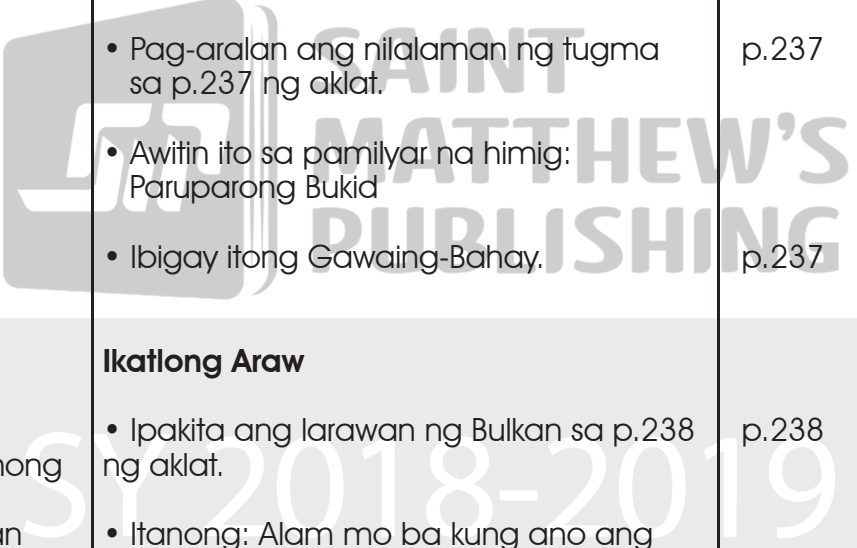 • Pag-aralan ang nilalaman ng tugma
sa p.237 ng aklat.
p.237
• Awitin ito sa pamilyar na himig:
Paruparong Bukid
• Ibigay itong Gawaing-Bahay.
p.237
Ikatlong Araw
• Ipakita ang larawan ng Bulkan sa p.238
ng aklat.
p.238
• Itanong: Alam mo ba kung ano ang
SAINT
MATTHEW'S
PUBLISHING
SY 2018-2019